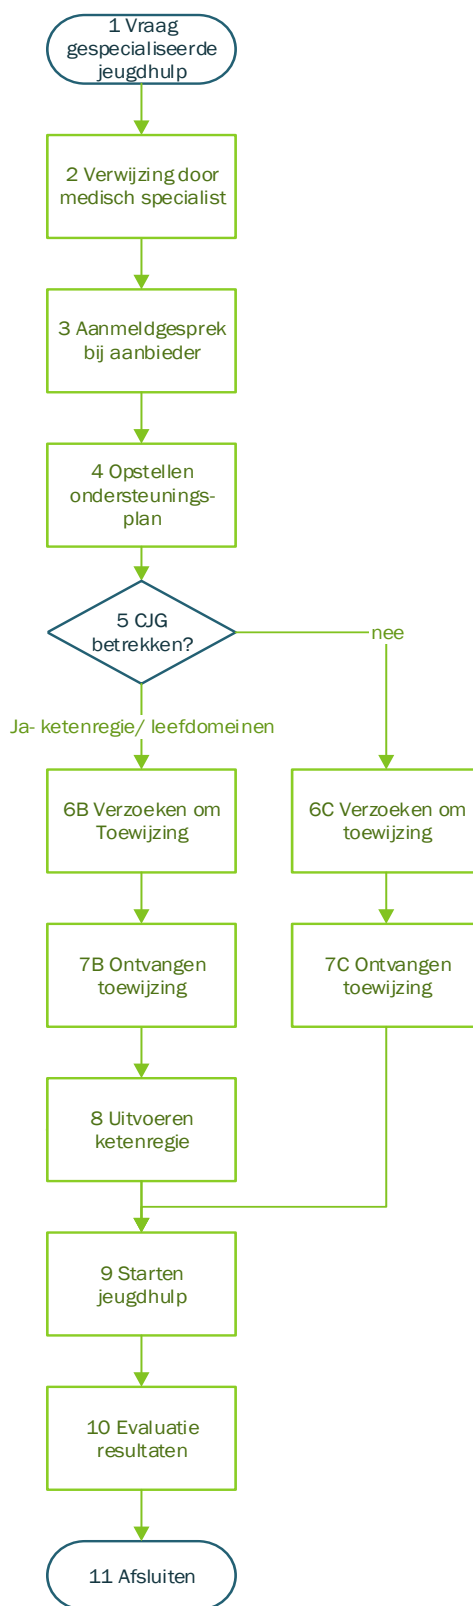 1 Vraag
gespecialiseerde
jeugdhulp
2 Verwijzing door
medisch specialist
3 Aanmeldgesprek
bij aanbieder
4 Opstellen
ondersteunings-
plan
5 CJG
betrekken?
nee
Ja- ketenregie/ leefdomeinen
6B Verzoeken om
Toewijzing
6C Verzoeken om
toewijzing
7B Ontvangen
toewijzing
7C Ontvangen
toewijzing
8 Uitvoeren
ketenregie
9 Starten
jeugdhulp
10 Evaluatie
resultaten
11 Afsluiten